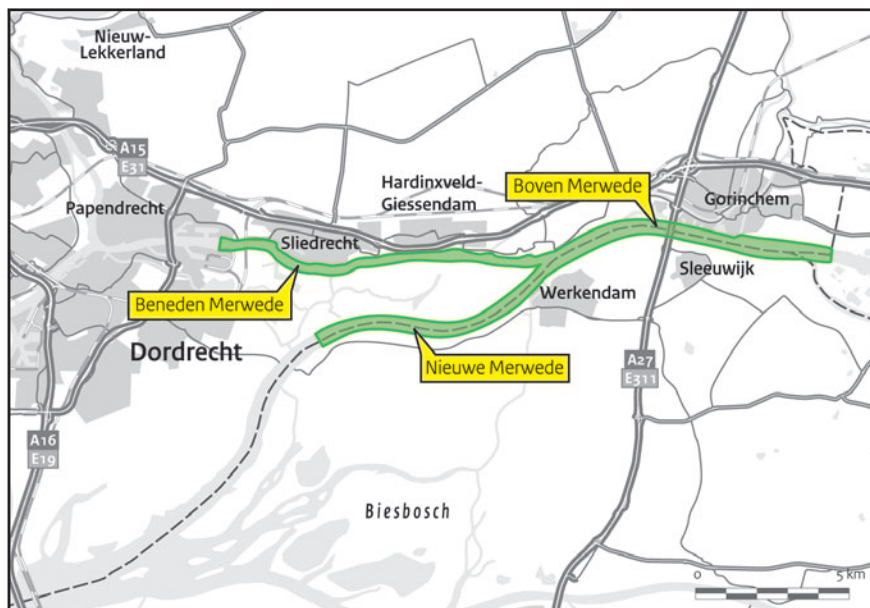 Nieuw-
Lekkerland
A15
E31
Papendrecht
Sliedrecht
Hardinxveld-
Giessendam
Boven Merwede
Gorinchem
Beneden Merwede
Werkendam
Sleeuwijk
Dordrecht
Nieuwe Merwede
A27
E311
A16
E19
Biesbosch
0
5 km